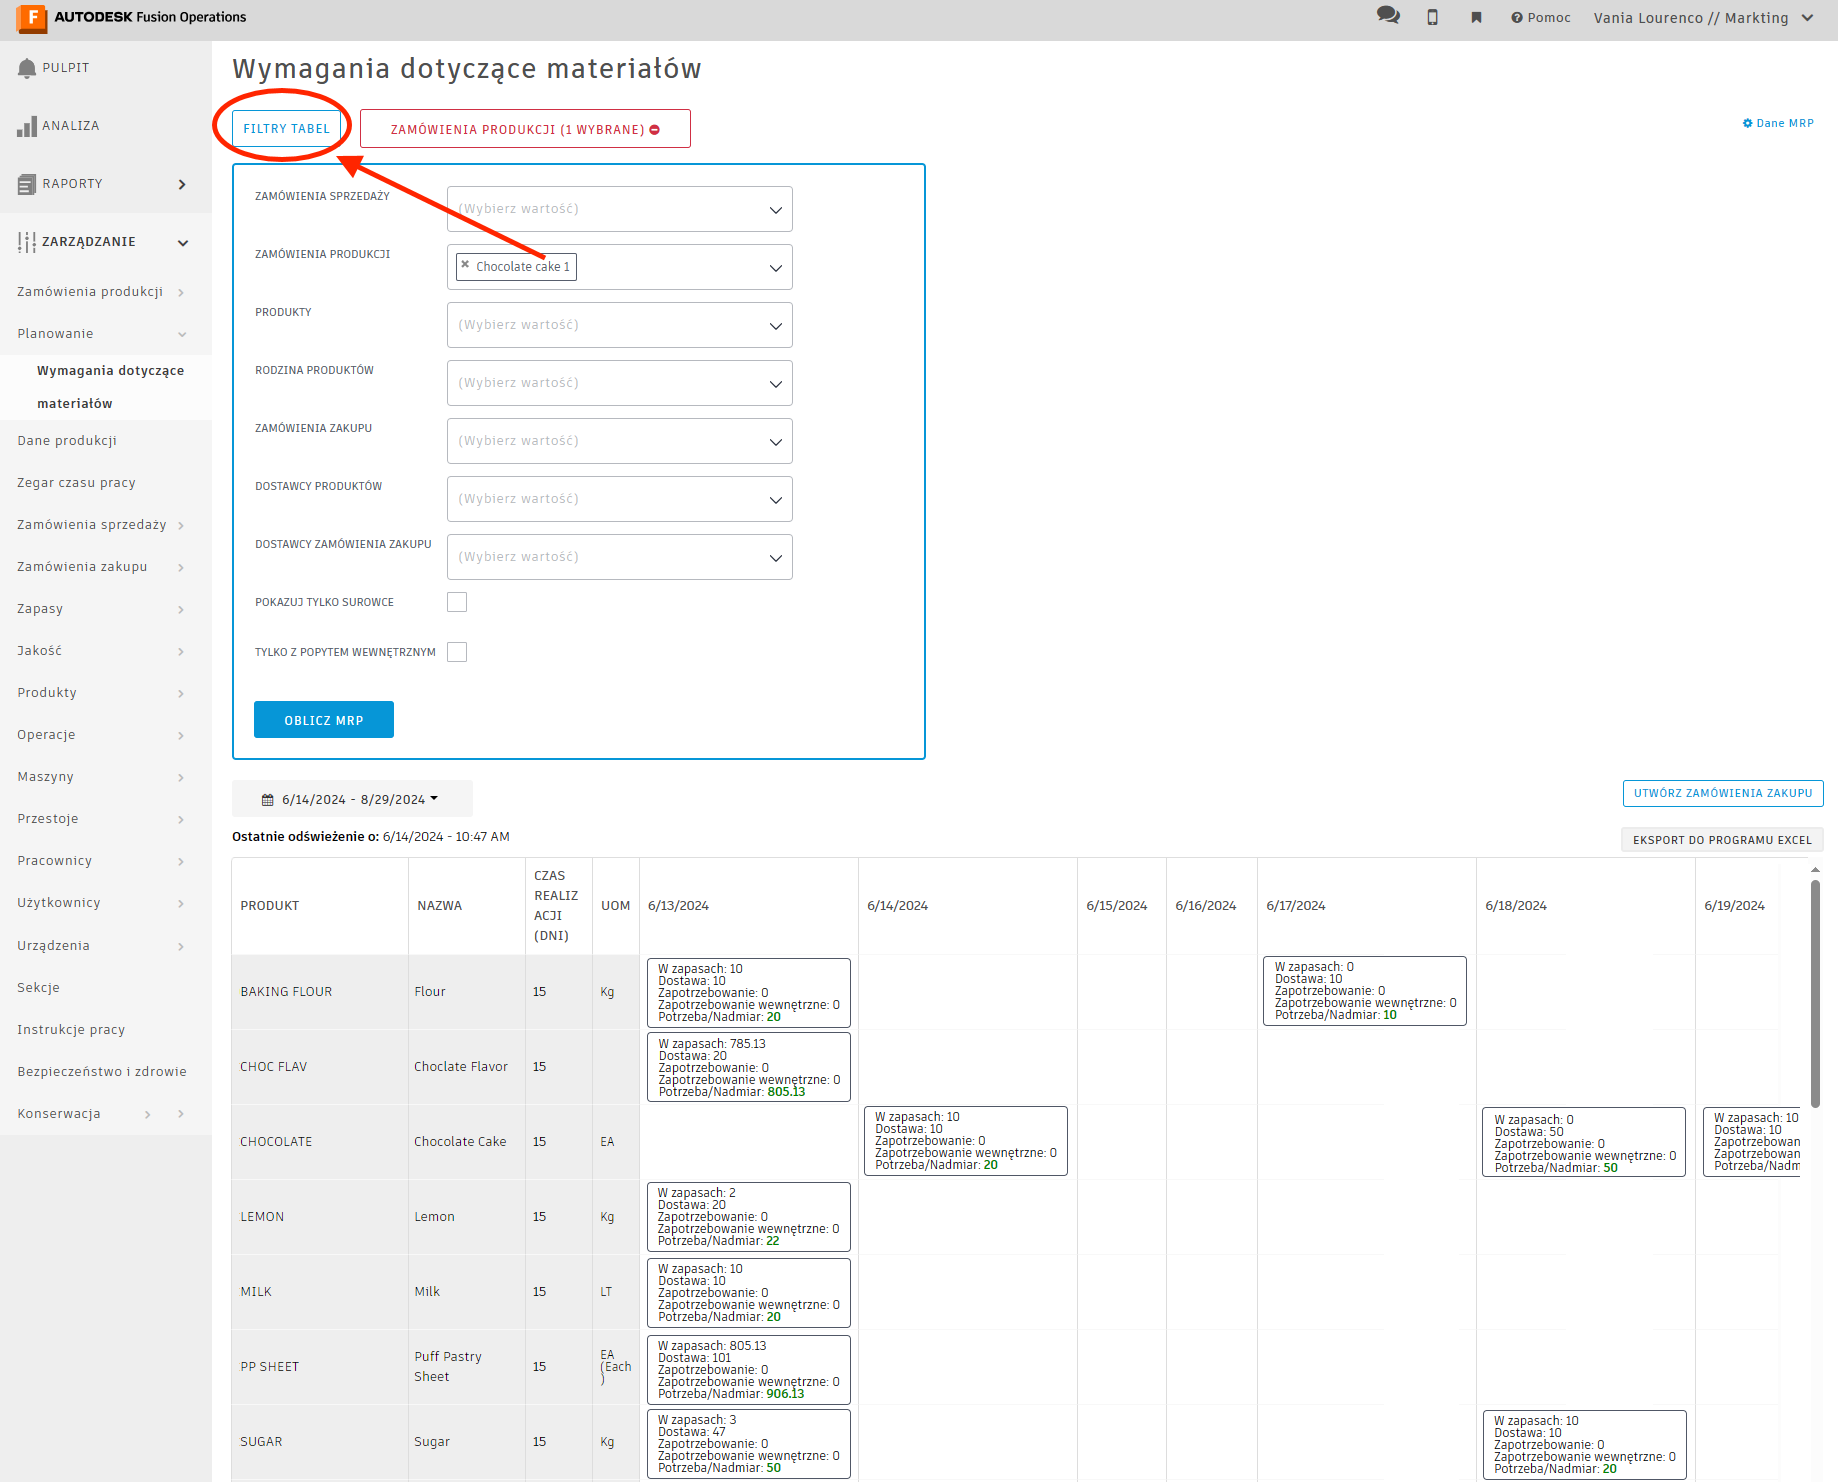 F AUTODESK Fusion Operations
Pomoc
Vania Lourenco // Markting
PULPIT
ANALIZA
RAPORTY
ZARZĄDZANIE
Zamówienia produkcji
Planowanie
Wymagania dotyczące
materiałów
Dane produkcji
Zegar czasu pracy
Zamówienia sprzedaży
Zamówienia zakupu
Zapasy
Jakość
Produkty
Operacje
Maszyny
Przestoje
Pracownicy
Użytkownicy
Urządzenia
Sekcje
Instrukcje pracy
Bezpieczeństwo i zdrowie
Konserwacja
Wymagania dotyczące materiałów
FILTRY TABEL
ZAMÓWIENIA PRODUKCJI (1 WYBRANE)
Dane MRP
ZAMÓWIENIA SPRZEDAŻY
(Wybierz wartość)
ZAMÓWIENIA PRODUKCJI
Chocolate cake 1
PRODUKTY
(Wybierz wartość)
RODZINA PRODUKTÓW
(Wybierz wartość)
ZAMÓWIENIA ZAKUPU
(Wybierz wartość)
DOSTAWCY PRODUKTÓW
(Wybierz wartość)
DOSTAWCY ZAMÓWIENIA ZAKUPU
(Wybierz wartość)
POKAZUJ TYLKO SUROWCE
TYLKO Z POPYTEM WEWNĘTRZNYM
OBLICZ MRP
6/14/2024 - 8/29/2024
UTWÓRZ ZAMÓWIENIA ZAKUPU
Ostatnie odświeżenie o: 6/14/2024 - 10:47 AM
EKSPORT DO PROGRAMU EXCEL
PRODUKT
NAZWA
CZAS
REALIZ
ACJI
(DNI)
UOM
6/13/2024
6/14/2024
6/15/2024
6/16/2024
6/17/2024
6/18/2024
6/19/2024
BAKING FLOUR
Flour
15
Kg
W zapasach: 10
Dostawa: 10
Zapotrzebowanie: 0
Zapotrzebowanie wewnętrzne: 0
Potrzeba/Nadmiar: 20
W zapasach: 0
Dostawa: 10
Zapotrzebowanie: 0
Zapotrzebowanie wewnętrzne: 0
Potrzeba/Nadmiar: 10
CHOC FLAV
Choclate Flavor
15
W zapasach: 785.13
Dostawa: 20
Zapotrzebowanie: 0
Zapotrzebowanie wewnętrzne: 0
Potrzeba/Nadmiar: 805.13
CHOCOLATE
Chocolate Cake
15
EA
W zapasach: 10
Dostawa: 10
Zapotrzebowanie: 0
Zapotrzebowanie wewnętrzne: 0
Potrzeba/Nadmiar: 20
W zapasach: 0
Dostawa: 50
Zapotrzebowanie: 0
Zapotrzebowanie wewnętrzne: 0
Potrzeba/Nadmiar: 50
W zapasach: 10
Dostawa: 10
Zapotrzebowan
Zapotrzebowan
Potrzeba/Nadm
LEMON
Lemon
15
Kg
W zapasach: 2
Dostawa: 20
Zapotrzebowanie: 0
Zapotrzebowanie wewnętrzne: 0
Potrzeba/Nadmiar: 22
MILK
Milk
15
LT
W zapasach: 10
Dostawa: 10
Zapotrzebowanie: 0
Zapotrzebowanie wewnętrzne: 0
Potrzeba/Nadmiar: 20
PP SHEET
Puff Pastry
Sheet
15
EA
(Each
)
W zapasach: 805.13
Dostawa: 101
Zapotrzebowanie: 0
Zapotrzebowanie wewnętrzne: 0
Potrzeba/Nadmiar: 906.13
SUGAR
Sugar
15
Kg
W zapasach: 3
Dostawa: 47
Zapotrzebowanie: 0
Zapotrzebowanie wewnętrzne: 0
Potrzeba/Nadmiar: 50
W zapasach: 10
Dostawa: 10
Zapotrzebowanie: 0
Zapotrzebowanie wewnętrzne: 0
Potrzeba/Nadmiar: 20